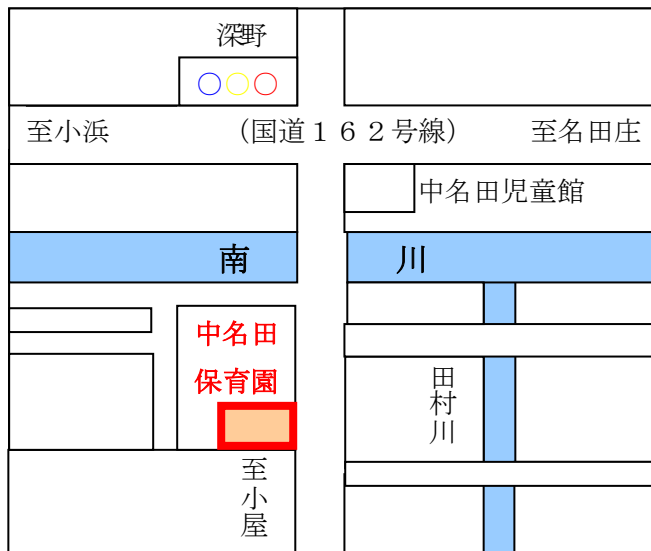 深野
至小浜 (国道162号線) 至名田庄
中名田児童館
南 川
中名田
保育園
田村川
至小屋